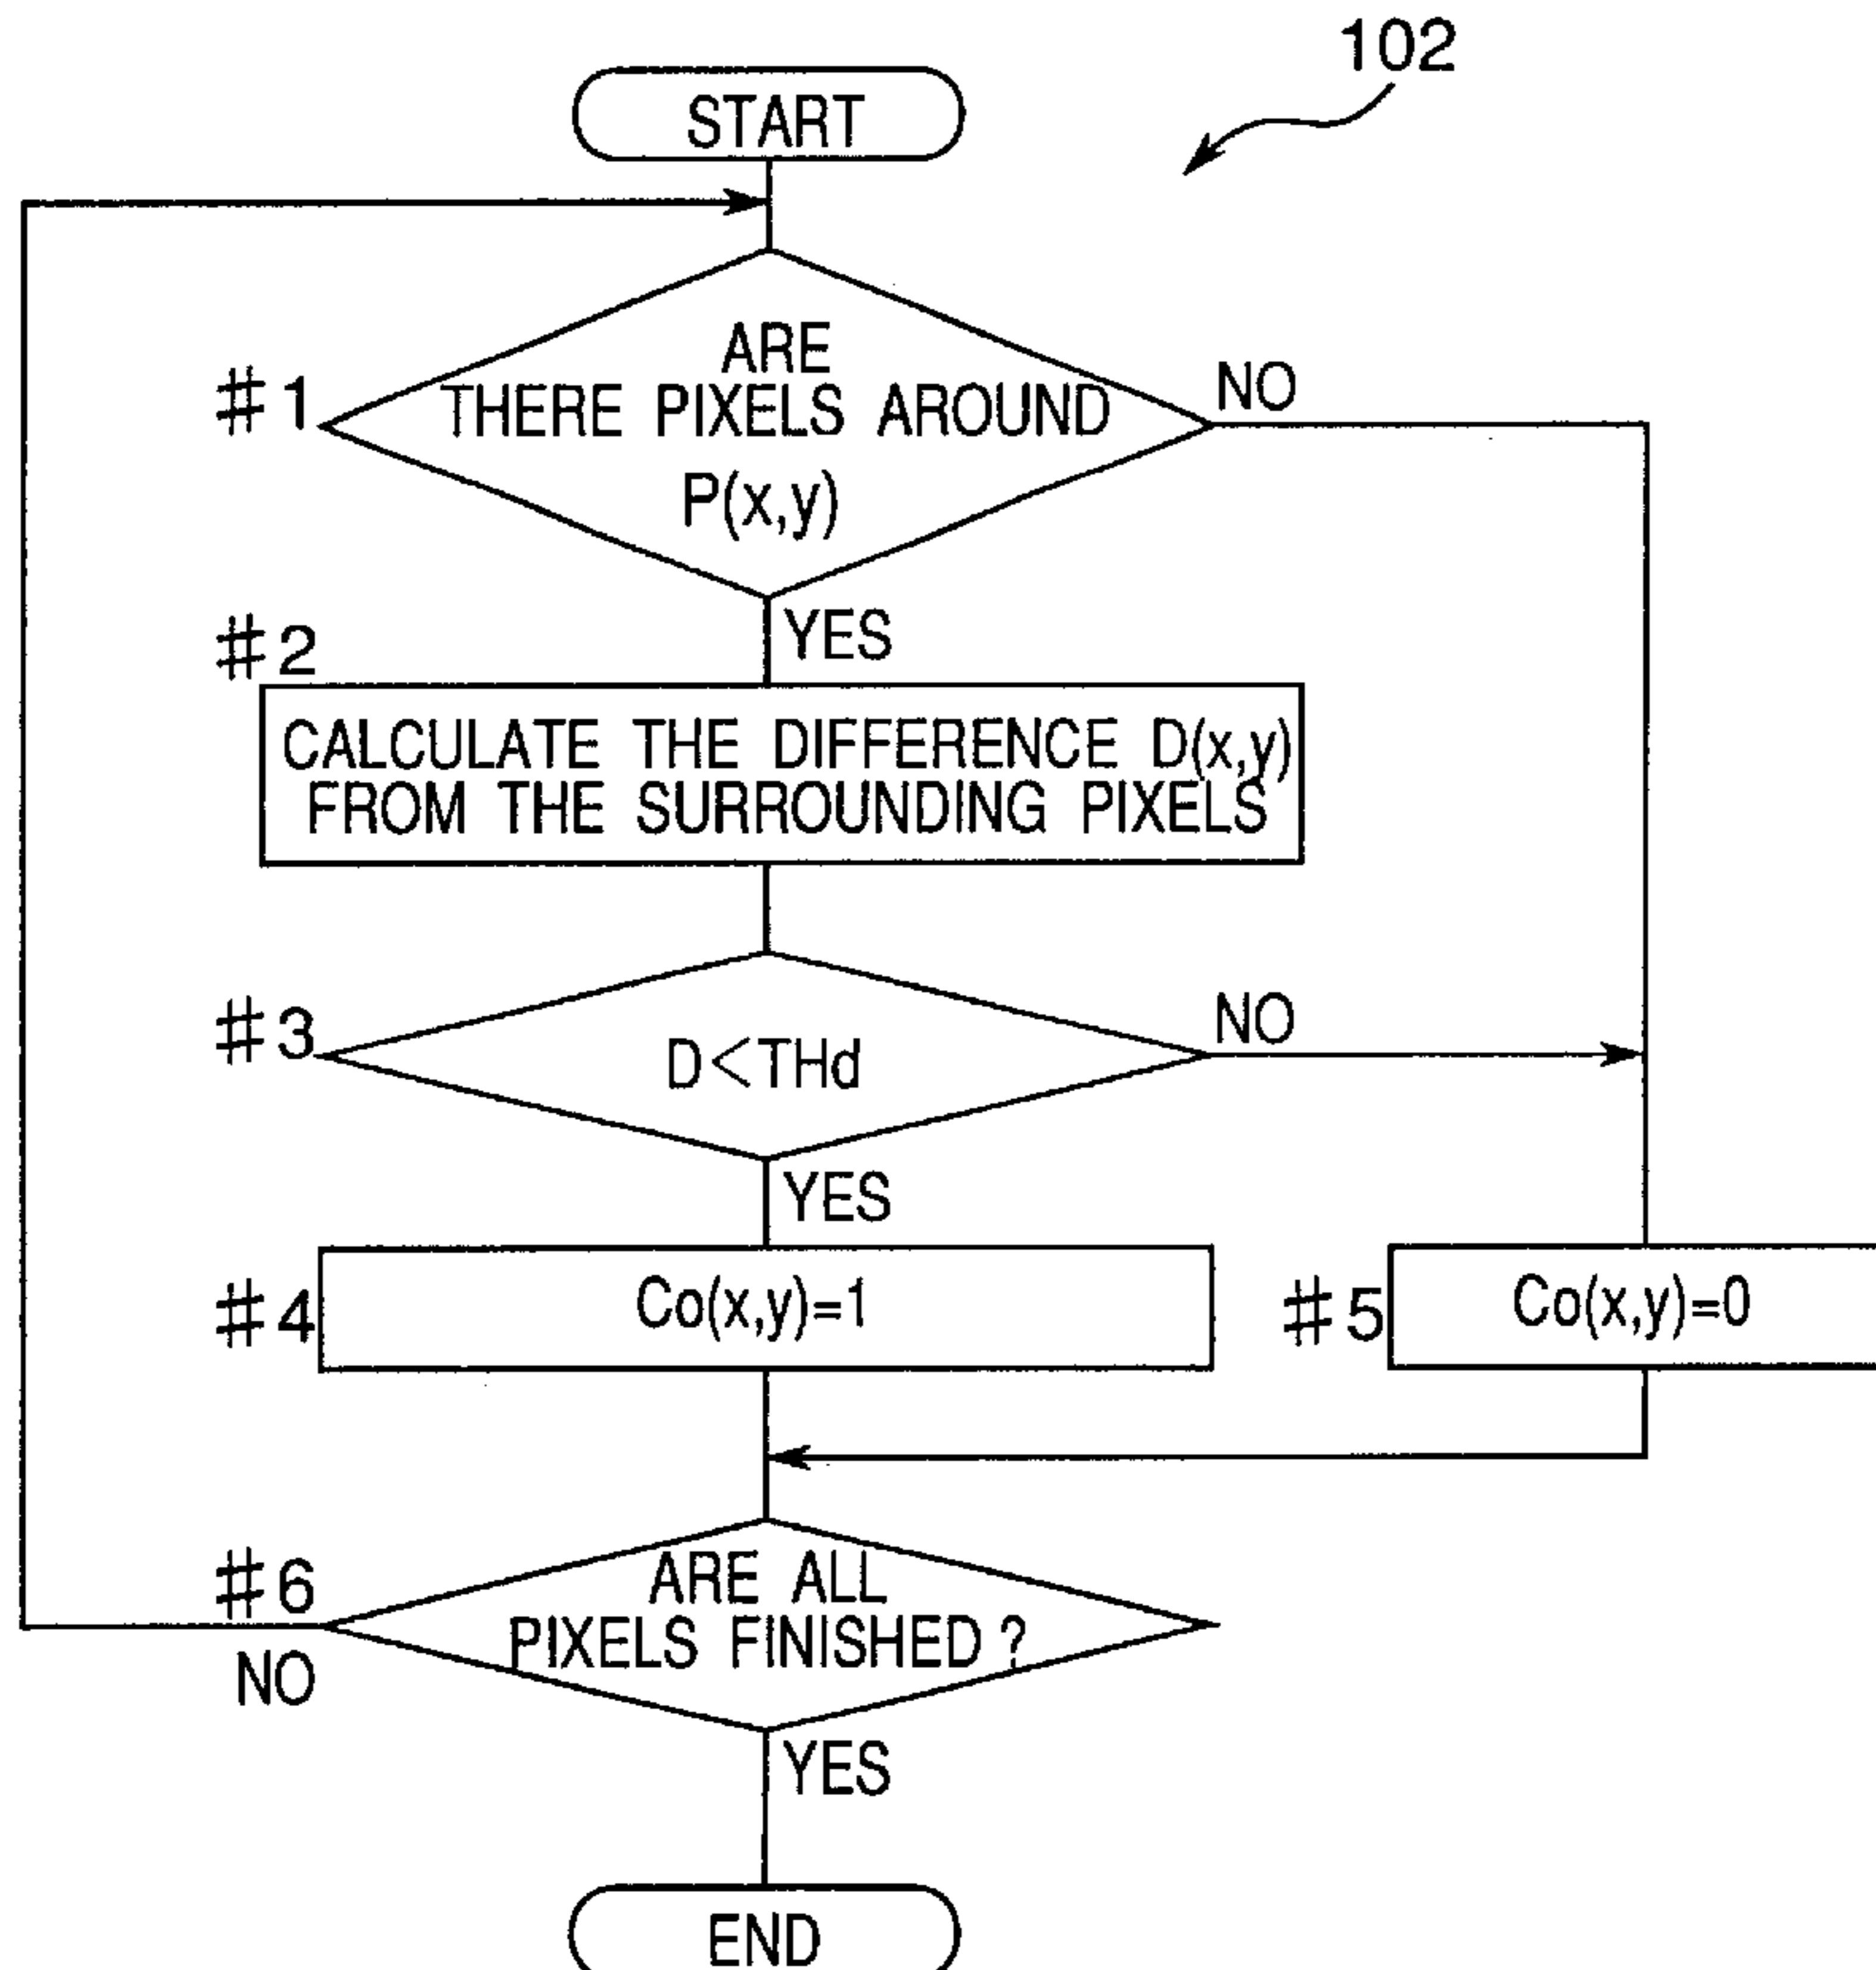 102
START
#1
ARE
THERE PIXELS AROUND
P(x,y)
NO
YES
#2
CALCULATE THE DIFFERENCE D(x,y)
FROM THE SURROUNDING PIXELS
#3
D<THd
NO
YES
#4
Co(x,y)=1
#5
Co(x,y)=0
#6
ARE ALL
PIXELS FINISHED?
NO
YES
END